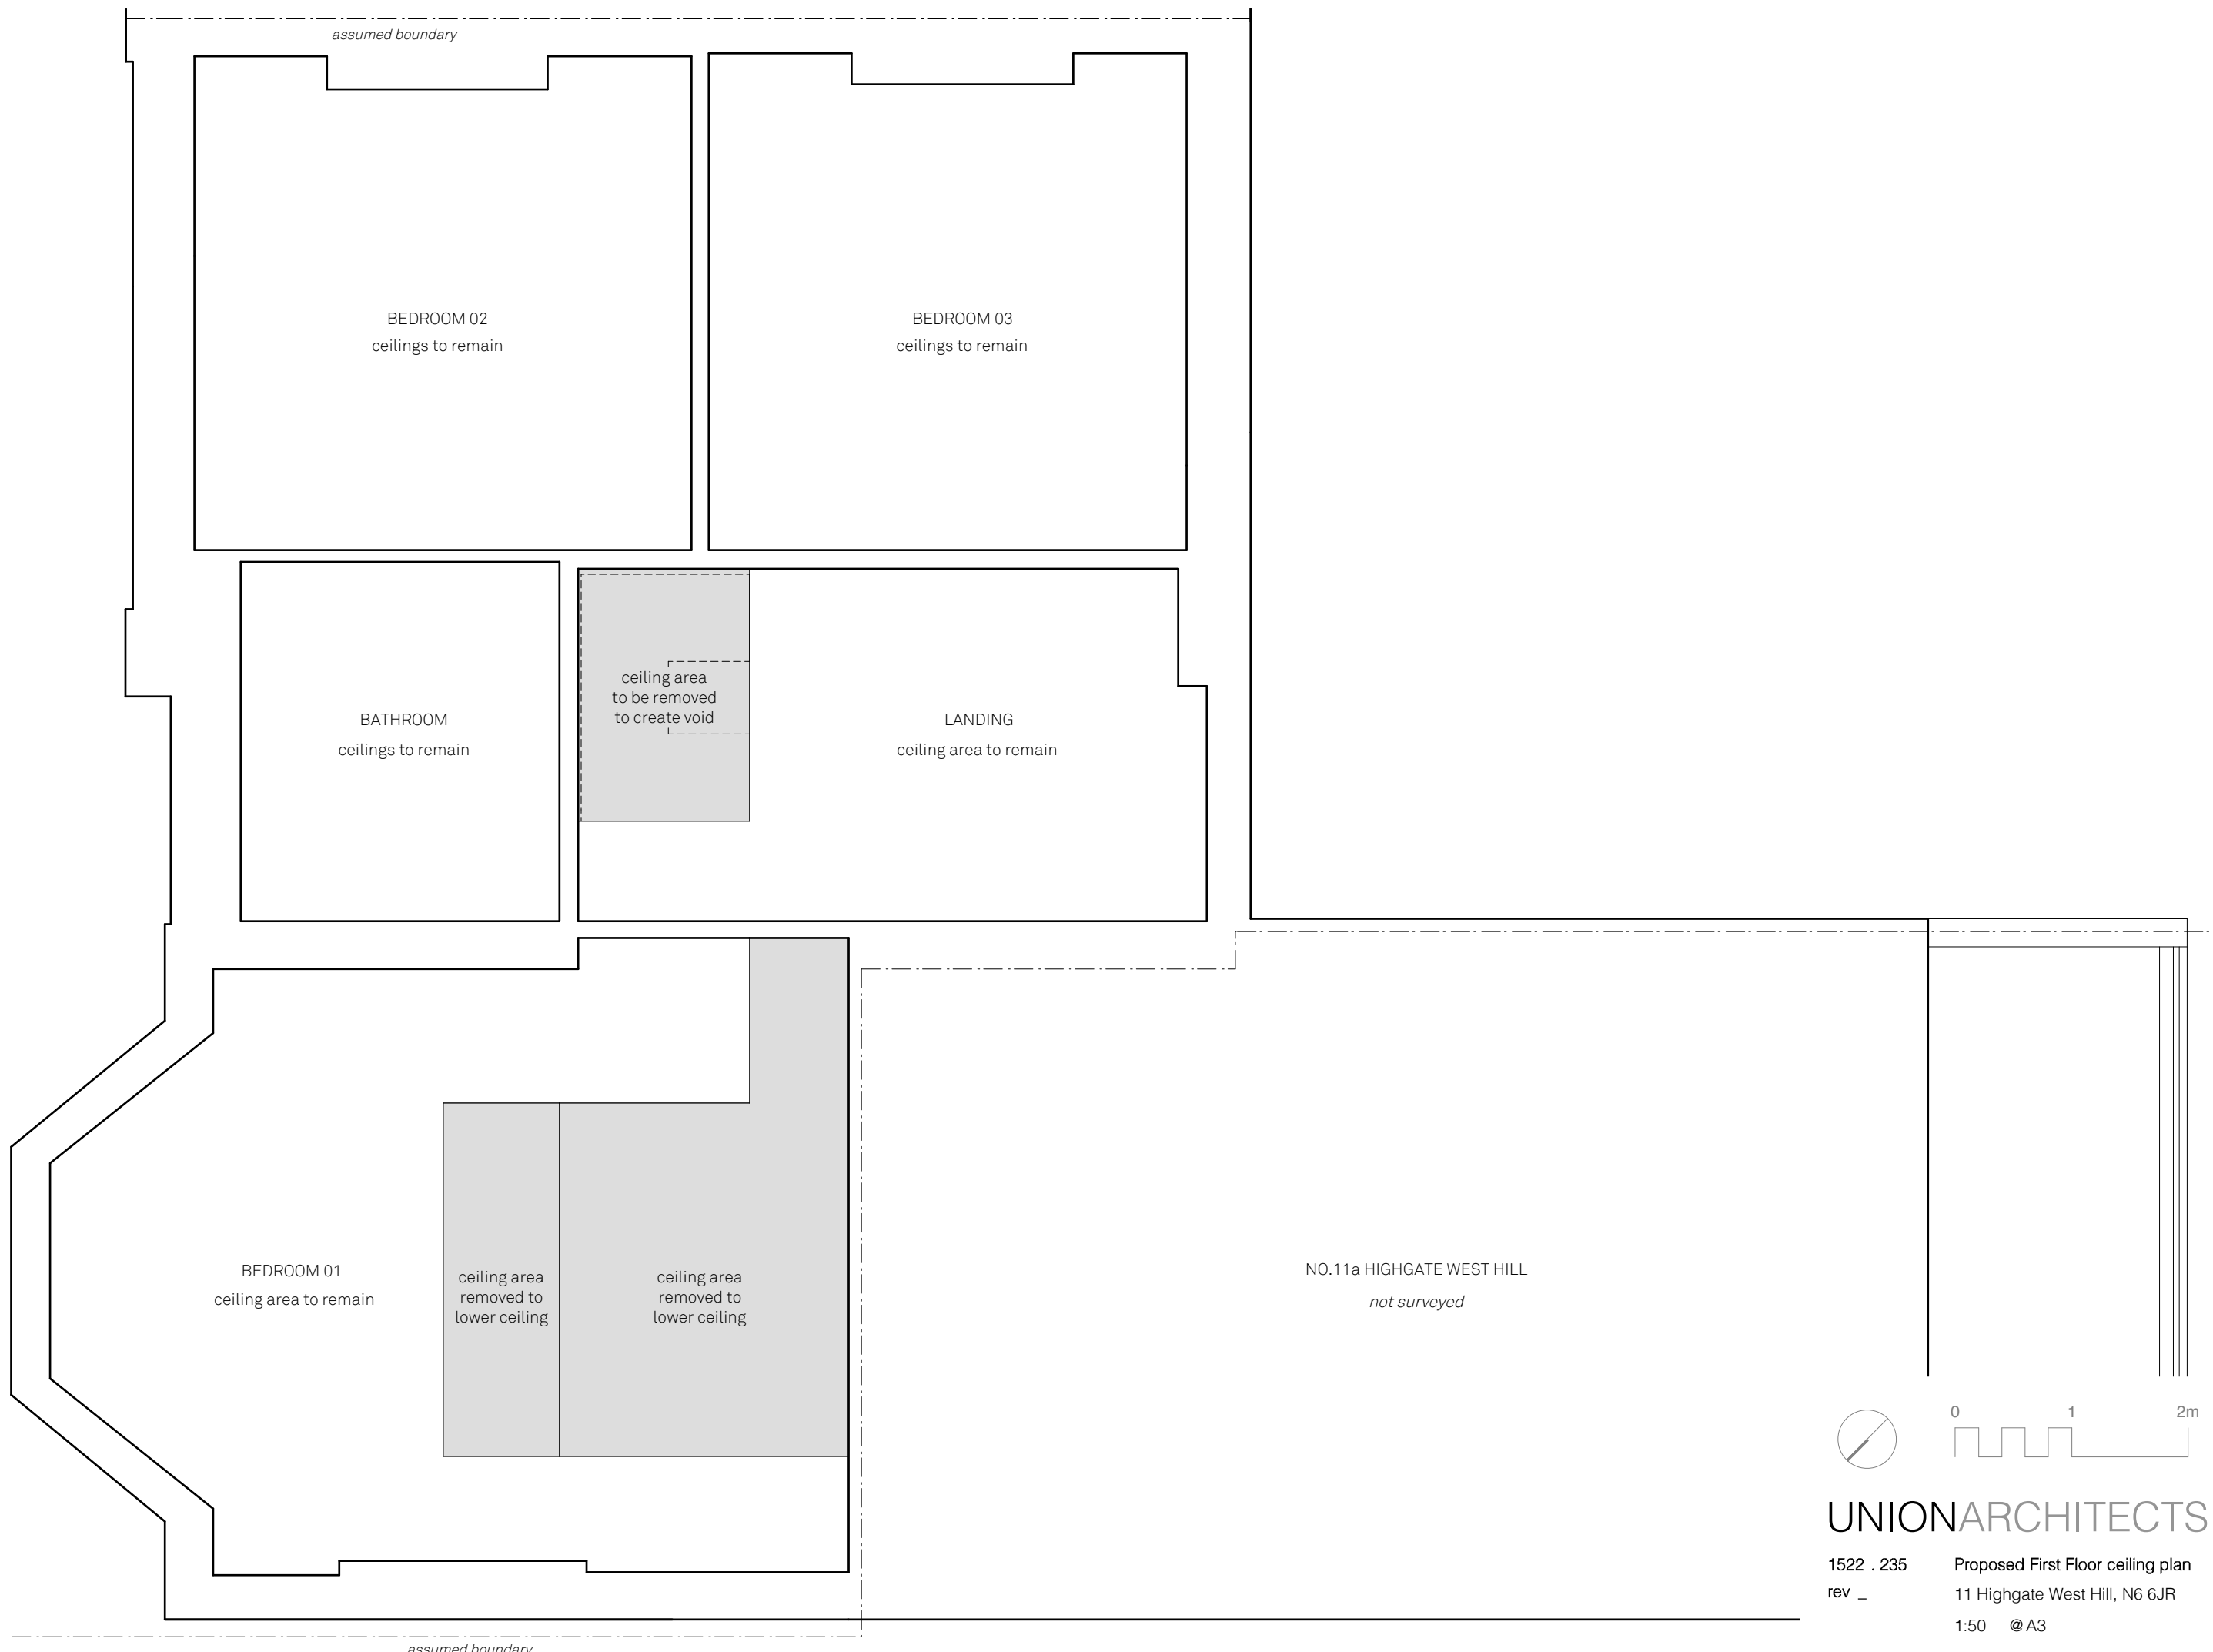 assumed boundary
BEDROOM 02
ceilings to remain
BEDROOM 03
ceilings to remain
ceiling area
to be removed
to create void
BATHROOM
ceilings to remain
LANDING
ceiling area to remain
BEDROOM 01
ceiling area to remain
ceiling area
removed to
lower ceiling
ceiling area
removed to
lower ceiling
NO.11a HIGHGATE WEST HILL
not surveyed
0 1 2m
UNIONARCHITECTS
1522 . 235 Proposed First Floor ceiling plan
rev _ 11 Highgate West Hill, N6 6JR
1:50 @ A3
assumed boundary